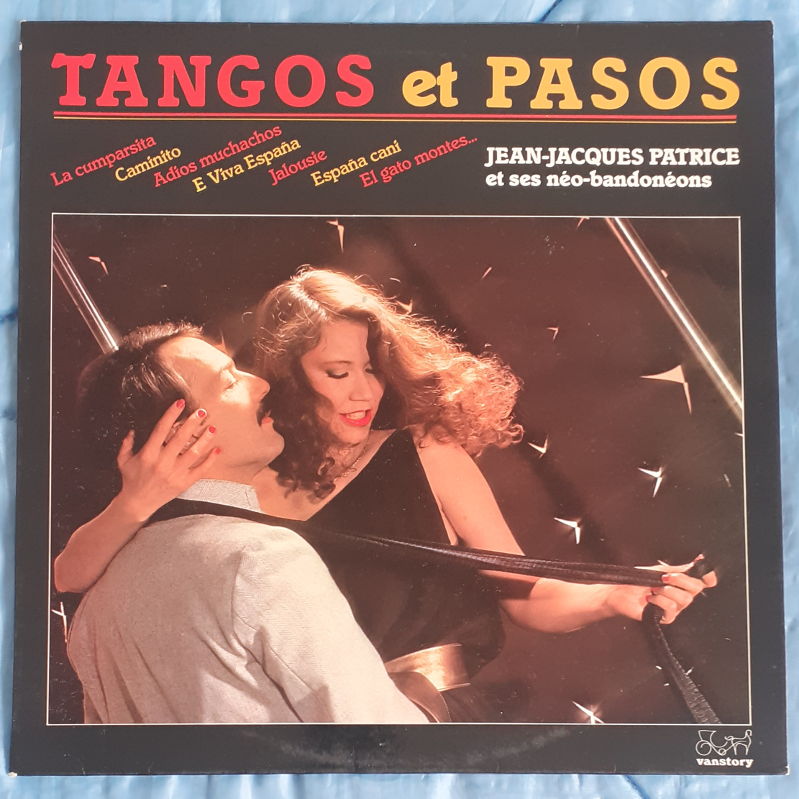 TANGOS et PASOS
La cumparsita
Caminito
Adios muchachos
E Viva España
Jalousie
España cani
El gato montes...
JEAN-JACQUES PATRICE
et ses néo-bandonéons
vanstory